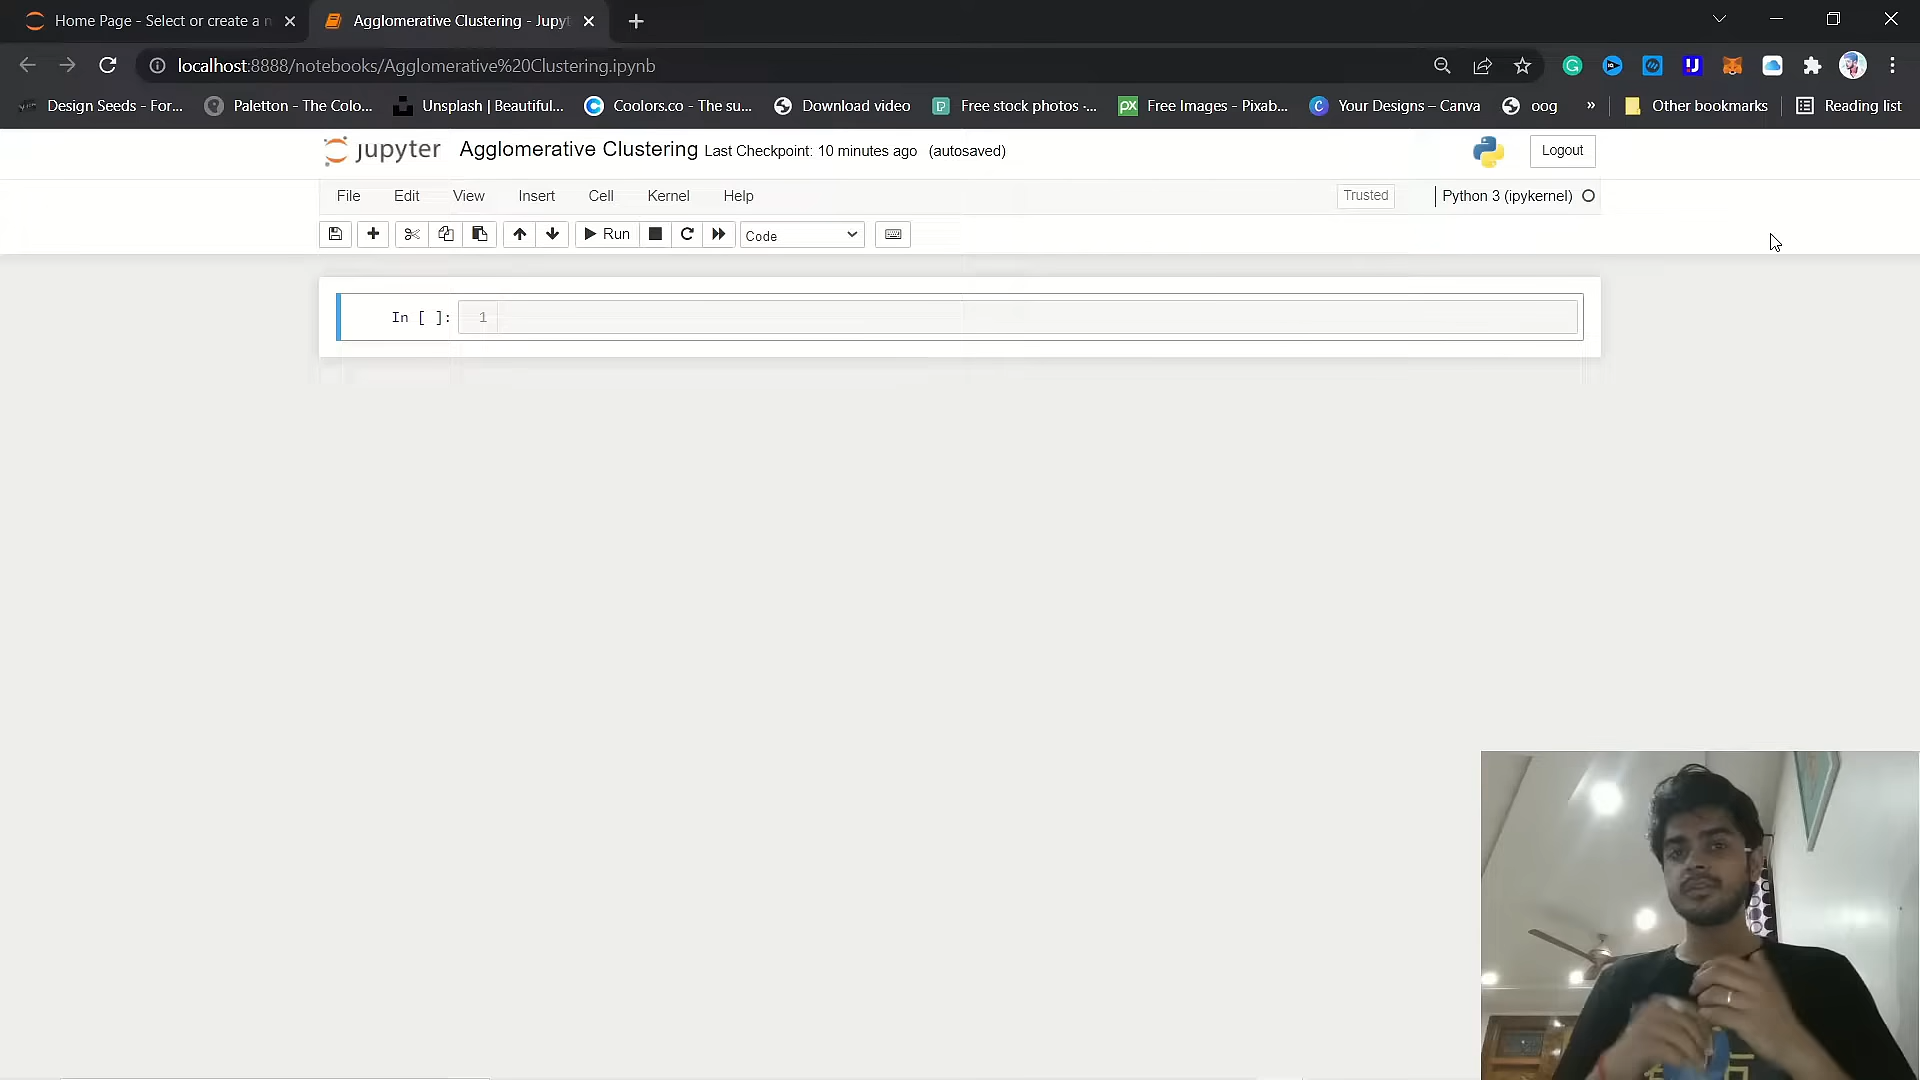 Home Page - Select or create a n
Agglomerative Clustering - Jupyt
localhost:8888/notebooks/Agglomerative%20Clustering.ipynb
Design Seeds - For... Paletton - The Colo... Unsplash | Beautiful... Coolors.co - The su... Download video Free stock photos ·... Free Images - Pixab... Your Designs – Canva oog » Other bookmarks Reading list
jupyter Agglomerative Clustering Last Checkpoint: 10 minutes ago (autosaved) Logout
File Edit View Insert Cell Kernel Help Trusted Python 3 (ipykernel)
Run Code
In [ ]: 1